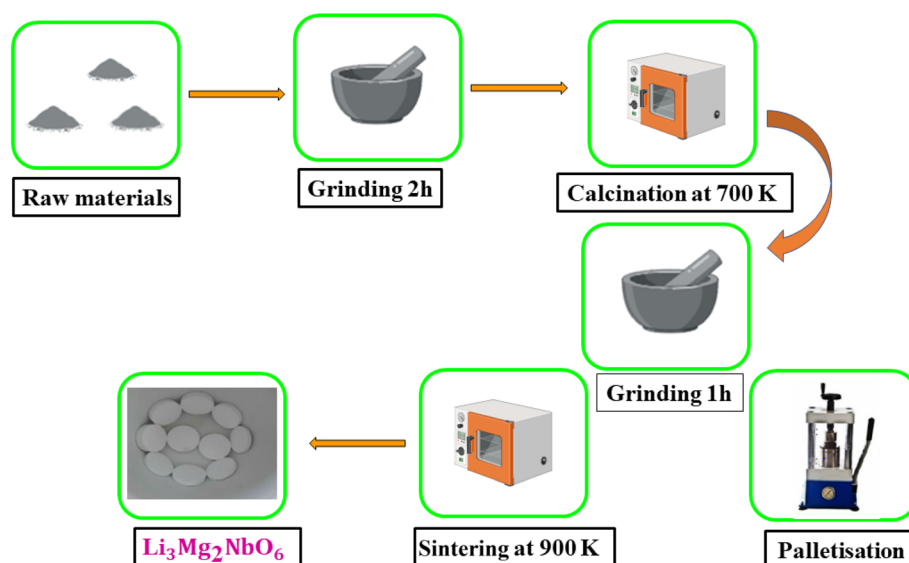 Raw materials
Grinding 2h
Calcination at 700 K
Grinding 1h
Palletisation
Sintering at 900 K
Li₃Mg₂NbO₆